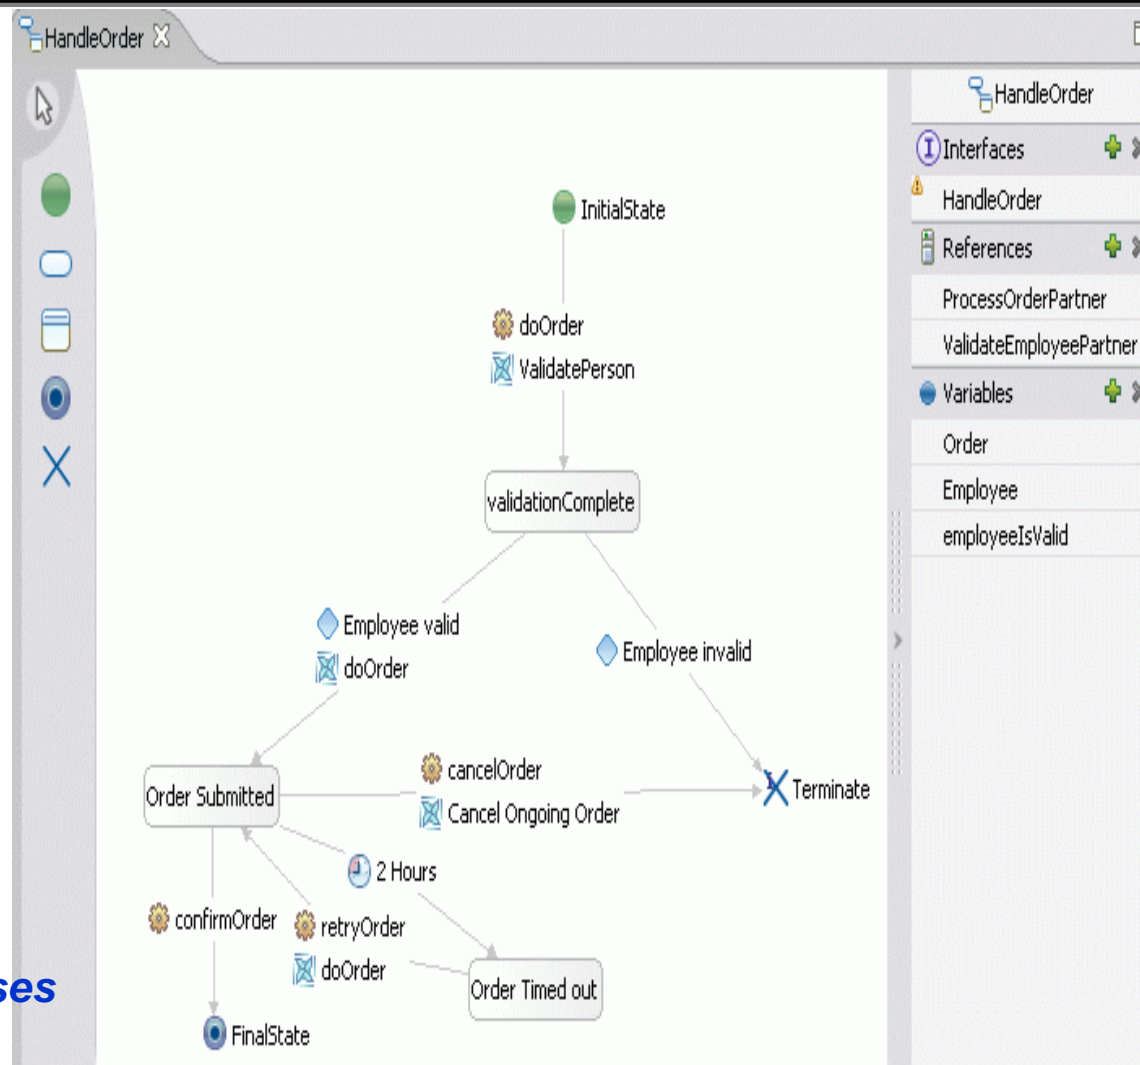 HandleOrder
HandleOrder
Interfaces
HandleOrder
References
ProcessOrderPartner
ValidateEmployeePartner
Variables
Order
Employee
employeeIsValid
InitialState
doOrder
ValidatePerson
validationComplete
Employee valid
doOrder
Employee invalid
Order Submitted
cancelOrder
Cancel Ongoing Order
Terminate
2 Hours
confirmOrder
retryOrder
doOrder
Order Timed out
FinalState